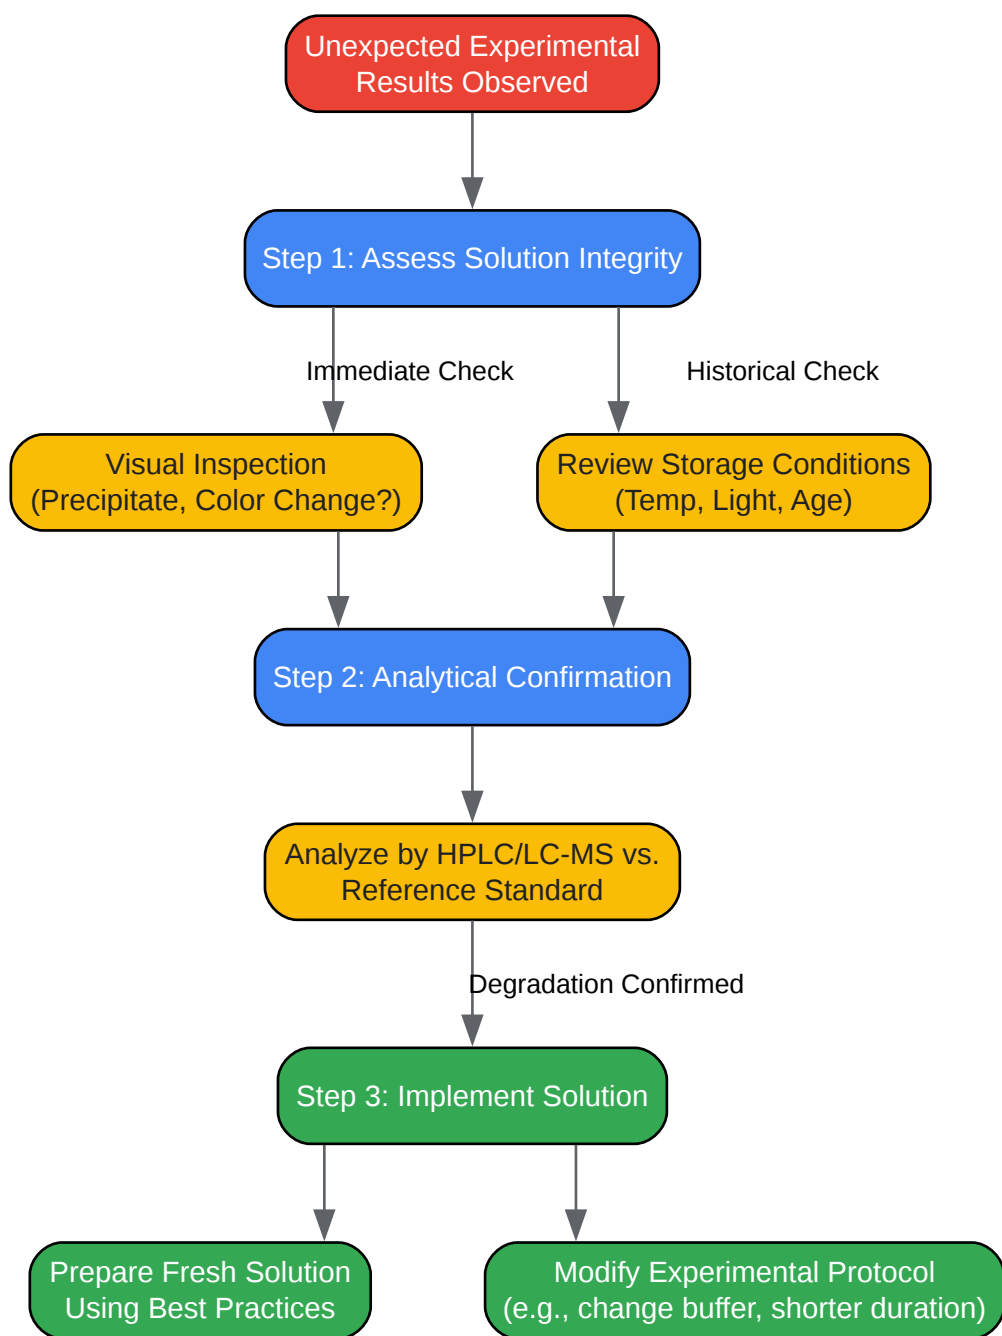 Unexpected Experimental
Results Observed
Step 1: Assess Solution Integrity
Immediate Check
Historical Check
Visual Inspection
(Precipitate, Color Change?)
Review Storage Conditions
(Temp, Light, Age)
Step 2: Analytical Confirmation
Analyze by HPLC/LC-MS vs.
Reference Standard
Degradation Confirmed
Step 3: Implement Solution
Prepare Fresh Solution
Using Best Practices
Modify Experimental Protocol
(e.g., change buffer, shorter duration)